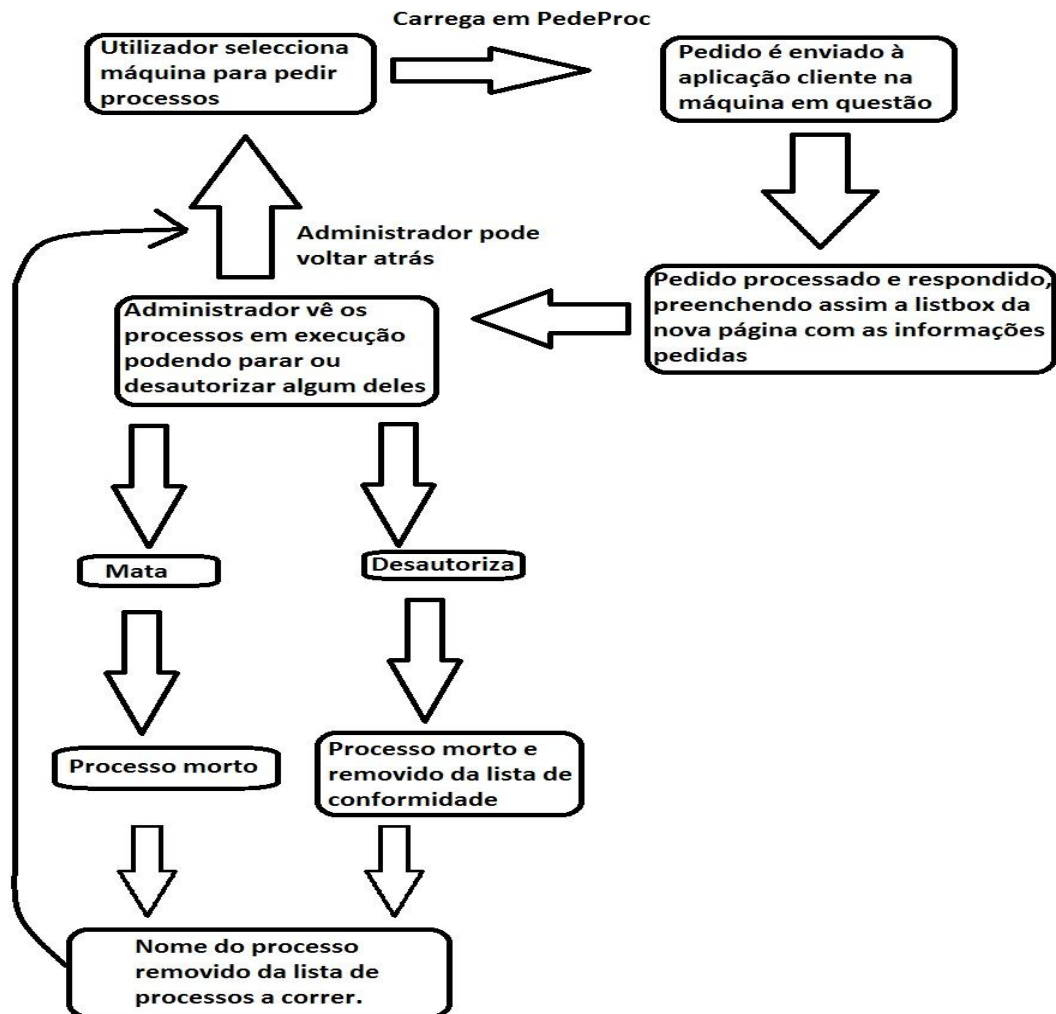 Carrega em PedeProc
Utilizador selecciona
máquina para pedir
processos
Pedido é enviado à
aplicação cliente na
máquina em questão
Administrador pode
voltar atrás
Pedido processado e respondido,
preenchendo assim a listbox da
nova página com as informações
pedidas
Administrador vê os
processos em execução
podendo parar ou
desautorizar algum deles
Mata
Desautoriza
Processo morto
Processo morto e
removido da lista de
conformidade
Nome do processo
removido da lista de
processos a correr.